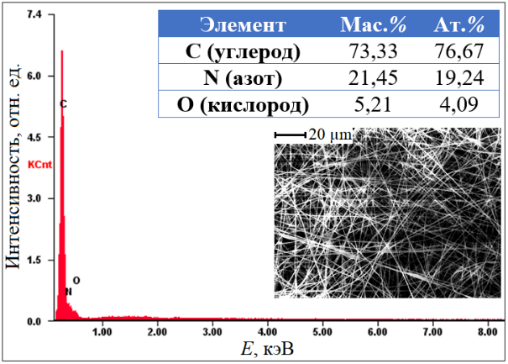 Элемент Мас.% Ат.%
C (углерод) 73,33 76,67
N (азот) 21,45 19,24
O (кислород) 5,21 4,09
20 µm
Интенсивность, отн. ед.
7.4
6.0
4.5
KCnt
3.0
1.5
0.0
C
N
O
1.00 2.00 3.00 4.00 5.00 6.00 7.00 8.00
E, кэВ